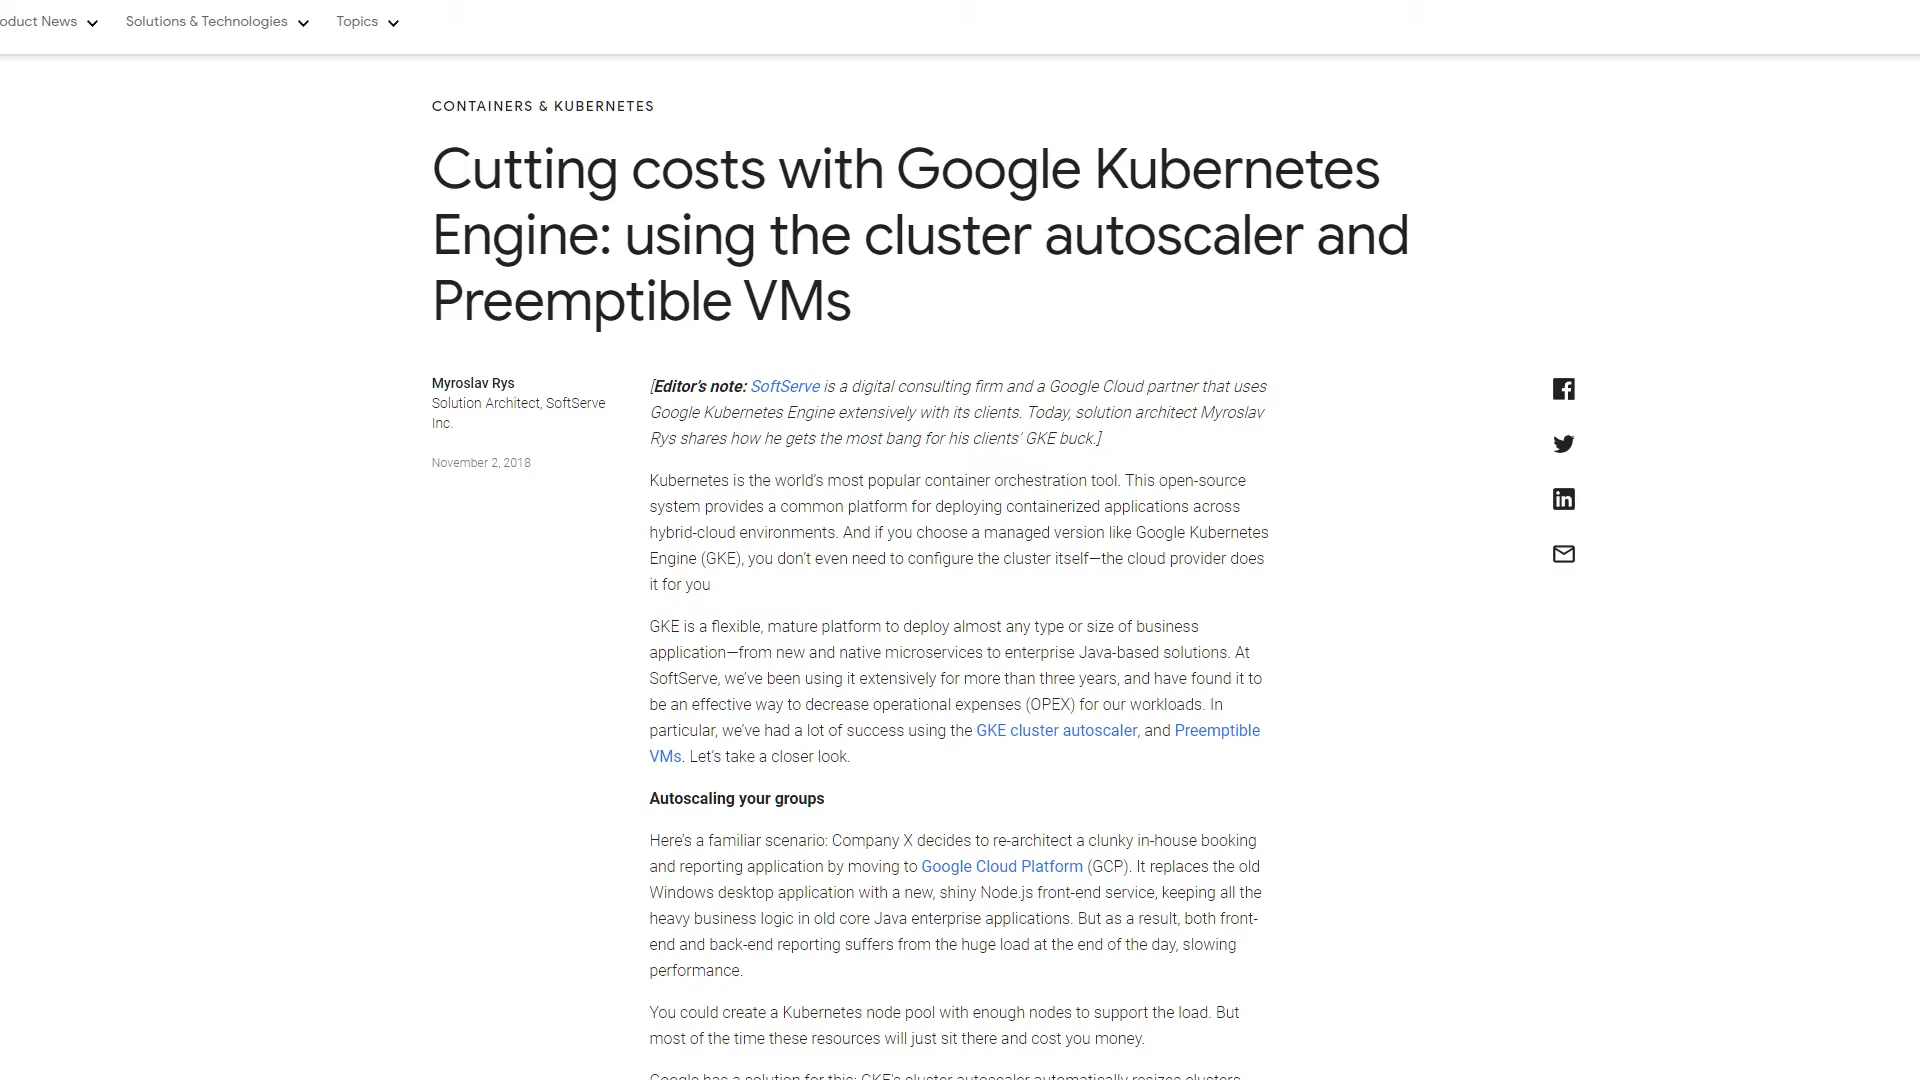 oduct News
Solutions & Technologies
Topics
CONTAINERS & KUBERNETES
Cutting costs with Google Kubernetes
Engine: using the cluster autoscaler and
Preemptible VMs
Myroslav Rys
Solution Architect, SoftServe
Inc.
November 2, 2018
[Editor’s note: SoftServe is a digital consulting firm and a Google Cloud partner that uses
Google Kubernetes Engine extensively with its clients. Today, solution architect Myroslav
Rys shares how he gets the most bang for his clients’ GKE buck.]
Kubernetes is the world’s most popular container orchestration tool. This open-source
system provides a common platform for deploying containerized applications across
hybrid-cloud environments. And if you choose a managed version like Google Kubernetes
Engine (GKE), you don’t even need to configure the cluster itself—the cloud provider does
it for you
GKE is a flexible, mature platform to deploy almost any type or size of business
application—from new and native microservices to enterprise Java-based solutions. At
SoftServe, we’ve been using it extensively for more than three years, and have found it to
be an effective way to decrease operational expenses (OPEX) for our workloads. In
particular, we’ve had a lot of success using the GKE cluster autoscaler, and Preemptible
VMs. Let’s take a closer look.
Autoscaling your groups
Here’s a familiar scenario: Company X decides to re-architect a clunky in-house booking
and reporting application by moving to Google Cloud Platform (GCP). It replaces the old
Windows desktop application with a new, shiny Node.js front-end service, keeping all the
heavy business logic in old core Java enterprise applications. But as a result, both front-
end and back-end reporting suffers from the huge load at the end of the day, slowing
performance.
You could create a Kubernetes node pool with enough nodes to support the load. But
most of the time these resources will just sit there and cost you money.
Google has a solution for this: GKE’s cluster autoscaler automatically resizes clusters